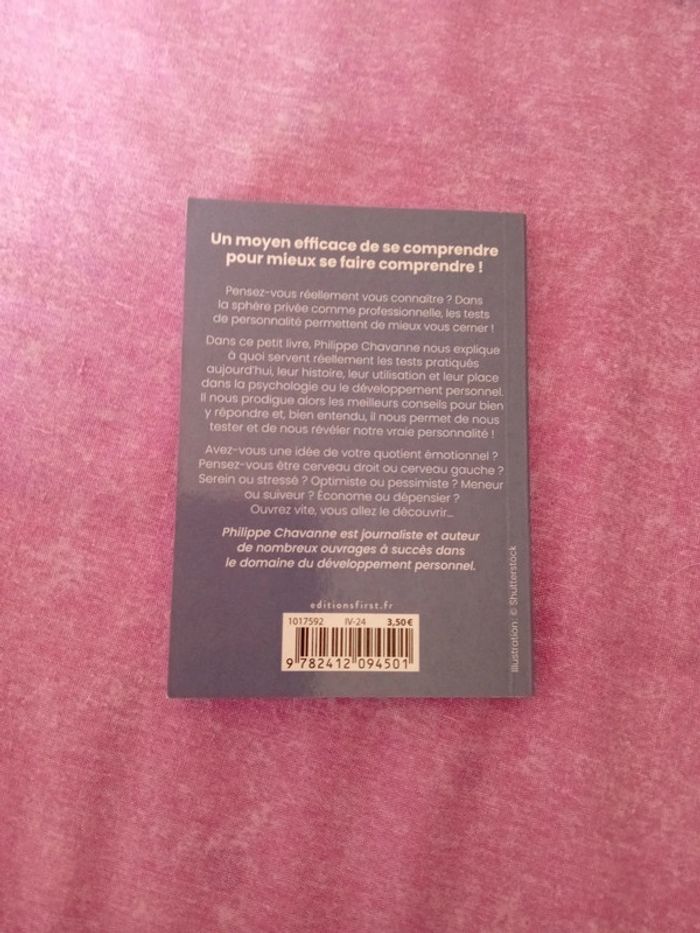 Un moyen efficace de se comprendre
pour mieux se faire comprendre !
Pensez-vous réellement vous connaître ? Dans
la sphère privée comme professionnelle, les tests
de personnalité permettent de mieux vous cerner !
Dans ce petit livre, Philippe Chavanne nous explique
à quoi servent réellement les tests pratiqués
aujourd'hui, leur histoire, leur utilisation et leur place
dans la psychologie ou le développement personnel.
Il nous prodigue alors les meilleurs conseils pour bien
y répondre et, bien entendu, il nous permet de nous
tester et de nous révéler notre vraie personnalité !
Avez-vous une idée de votre quotient émotionnel ?
Pensez-vous être cerveau droit ou cerveau gauche ?
Serein ou stressé ? Optimiste ou pessimiste ? Meneur
ou suiveur ? Économe ou dépensier ?
Ouvrez vite, vous allez le découvrir...
Philippe Chavanne est journaliste et auteur
de nombreux ouvrages à succès dans
le domaine du développement personnel.
editionsfirst.fr
1017592 IV-24 3,50 €
9 782412 094501
Illustration : © Shutterstock